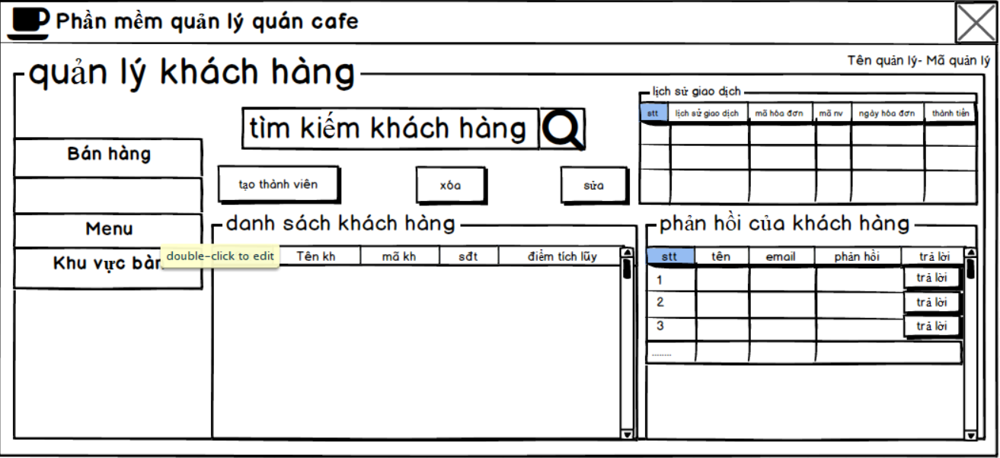 Phần mềm quản lý quán cafe
Tên quản lý- Mã quản lý
quản lý khách hàng
tìm kiếm khách hàng
Bán hàng
Menu
Khu vực bàn
tạo thành viên
xóa
sửa
lịch sử giao dịch
stt lịch sử giao dịch mã hóa đơn mã nv ngày hóa đơn thành tiền
danh sách khách hàng
double-click to edit
Tên kh mã kh sđt điểm tích lũy
phản hồi của khách hàng
stt tên email phản hồi trả lời
1 trả lời
2 trả lời
3 trả lời
........